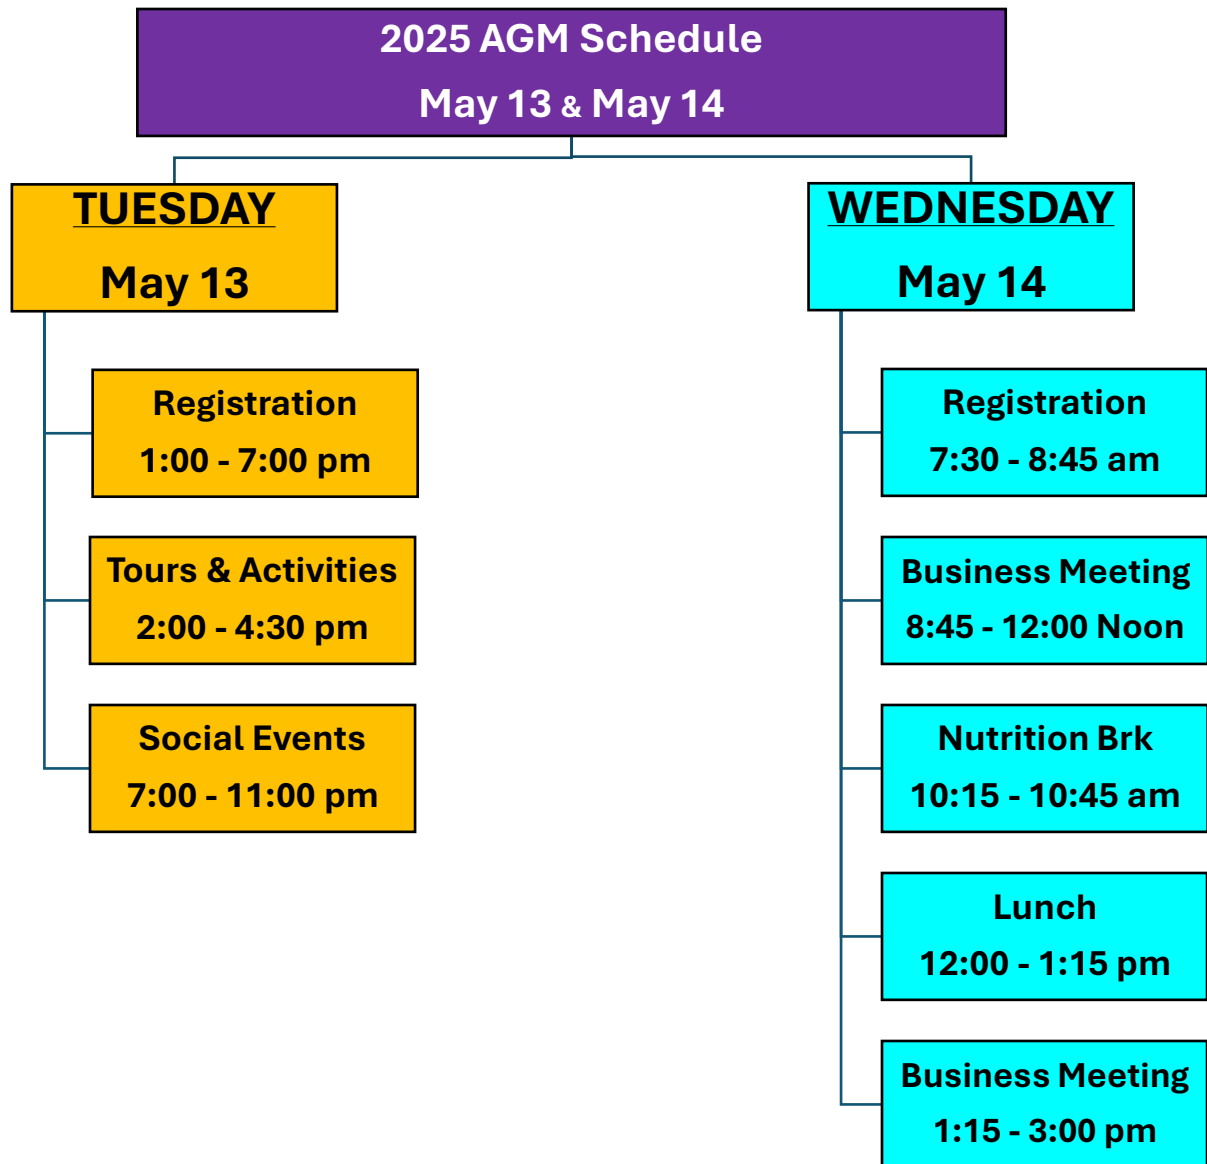 2025 AGM Schedule
May 13 & May 14
TUESDAY
May 13
Registration
1:00 - 7:00 pm
Tours & Activities
2:00 - 4:30 pm
Social Events
7:00 - 11:00 pm
WEDNESDAY
May 14
Registration
7:30 - 8:45 am
Business Meeting
8:45 - 12:00 Noon
Nutrition Brk
10:15 - 10:45 am
Lunch
12:00 - 1:15 pm
Business Meeting
1:15 - 3:00 pm